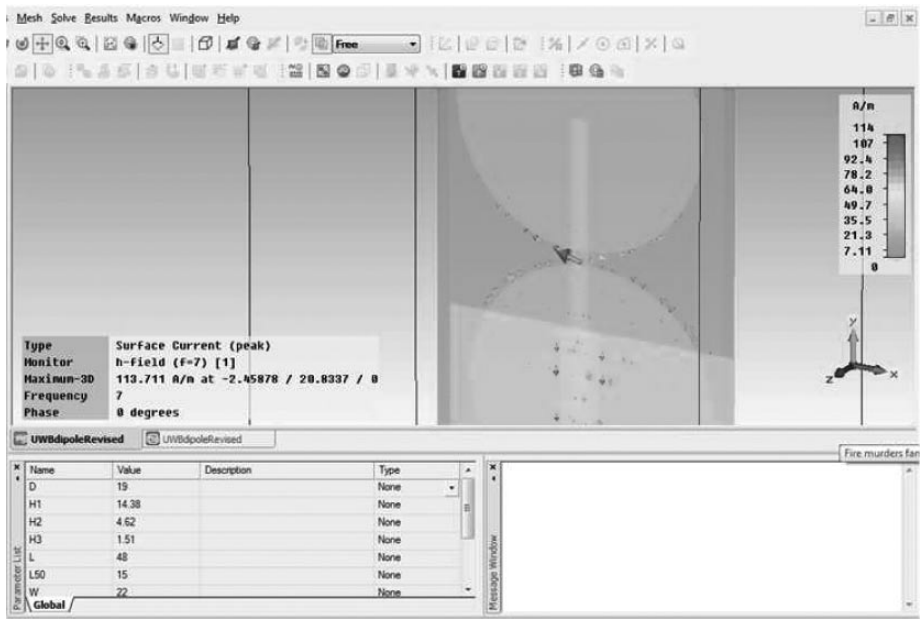 Mesh Solve Results Macros Window Help
Free
A/m
114
107
92.4
78.2
64.0
49.7
35.5
21.3
7.11
0
y
z x
Type Surface Current (peak)
Monitor h-field (f=7) [1]
Maximum-3D 113.711 A/m at -2.45878 / 20.8337 / 0
Frequency 7
Phase 0 degrees
UWBdipoleRevised UWBdipoleRevised
Fire murders fan
Name Value Description Type
D 19 None
H1 14.38 None
H2 4.62 None
H3 1.51 None
L 48 None
L50 15 None
W 22 None
Global
Parameter List
Message Window